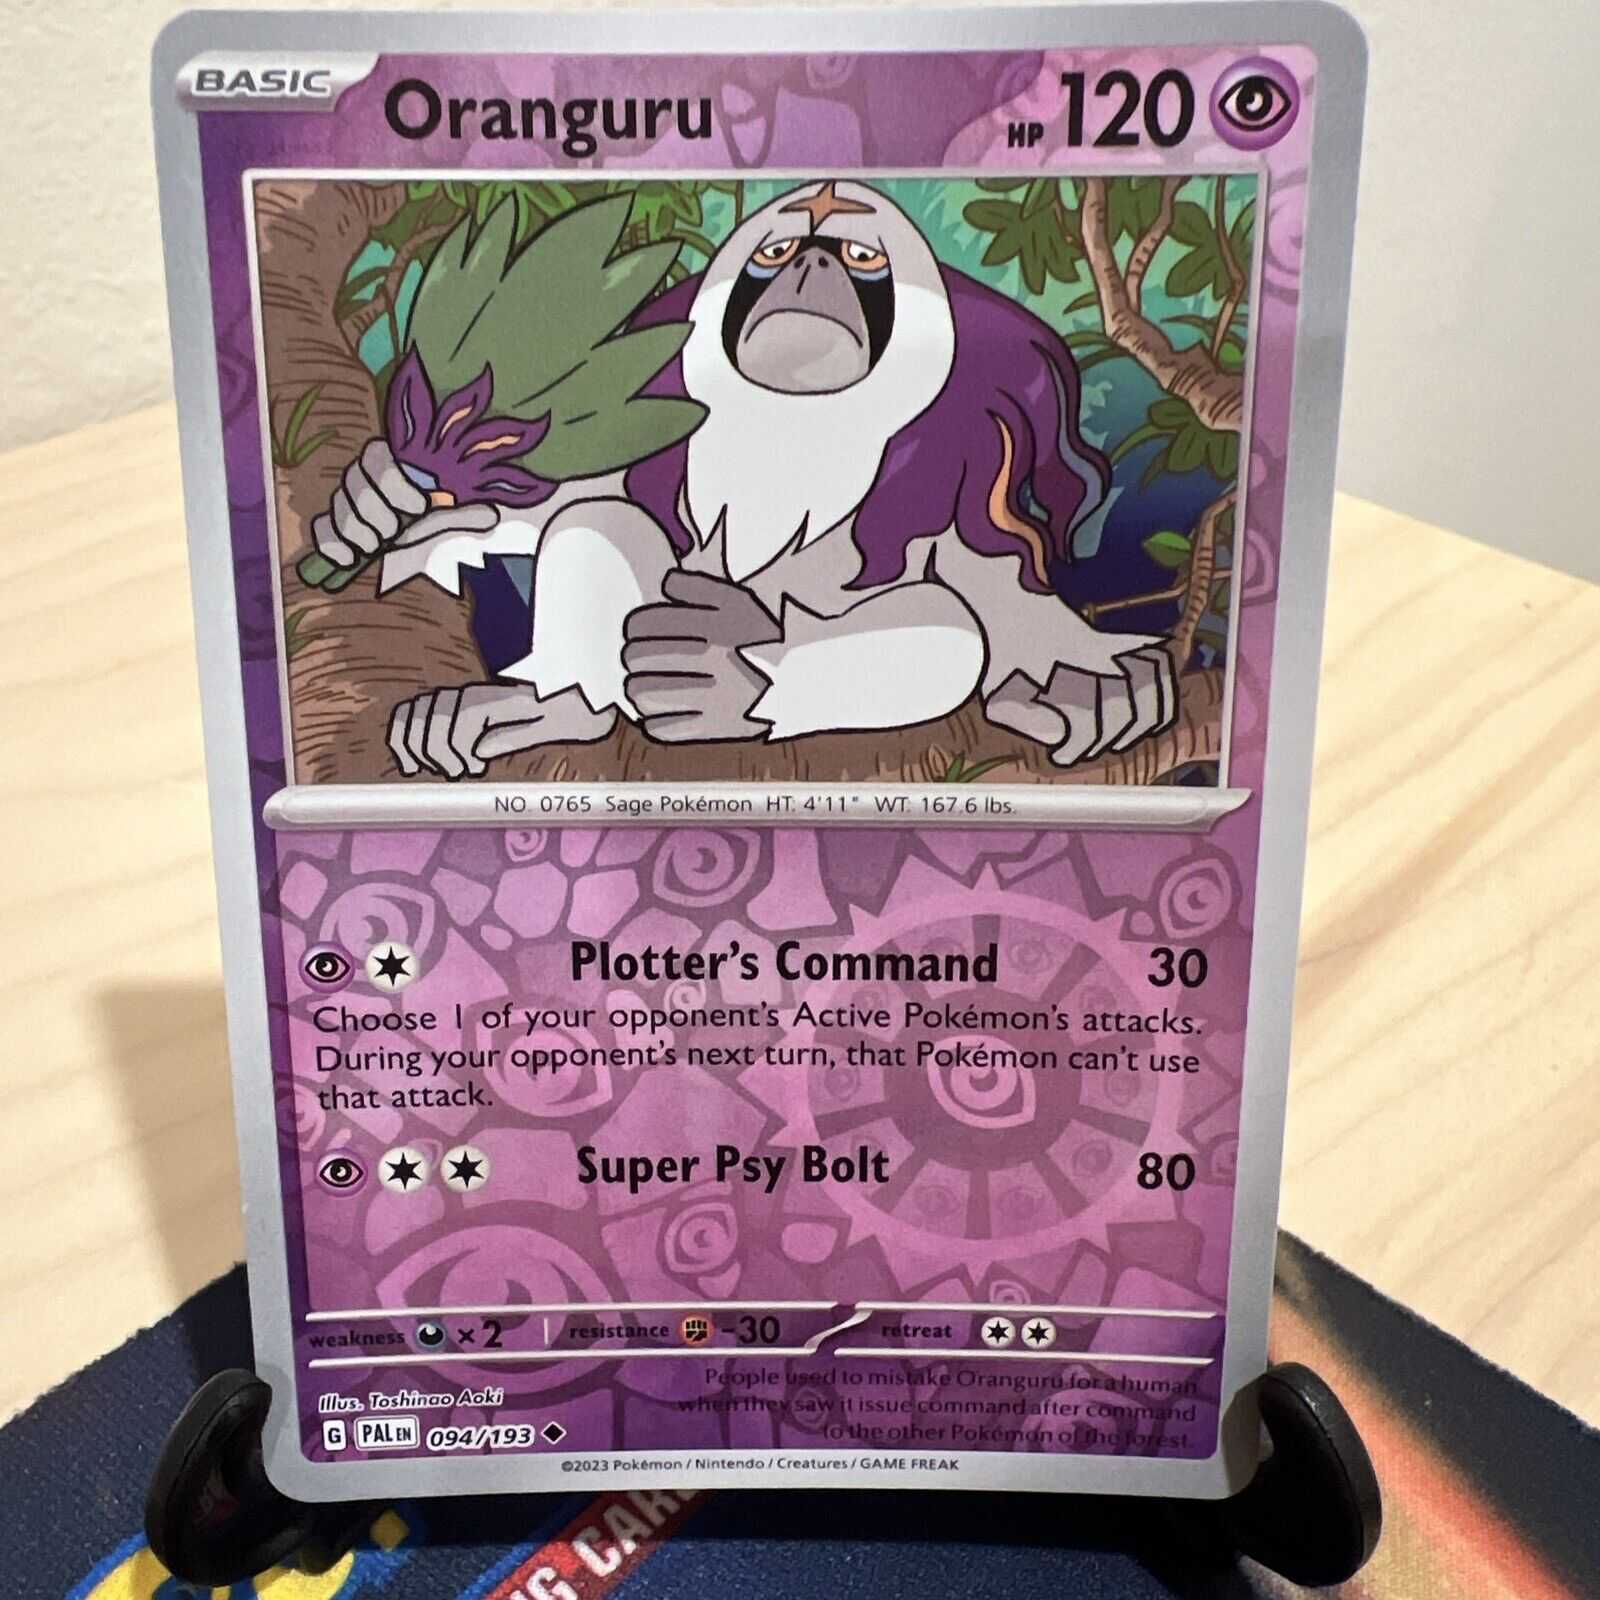 BASIC
Oranguru
HP 120
NO. 0765 Sage Pokémon HT: 4'11" WT: 167.6 lbs.
Plotter's Command 30
Choose 1 of your opponent's Active Pokémon's attacks.
During your opponent's next turn, that Pokémon can't use
that attack.
Super Psy Bolt 80
weakness ×2 resistance -30 retreat
People used to mistake Oranguru for a human
when they saw it issue command after command
to the other Pokémon of the forest.
Illus. Toshinao Aoki
G PAL EN 094/193
©2023 Pokémon / Nintendo / Creatures / GAME FREAK